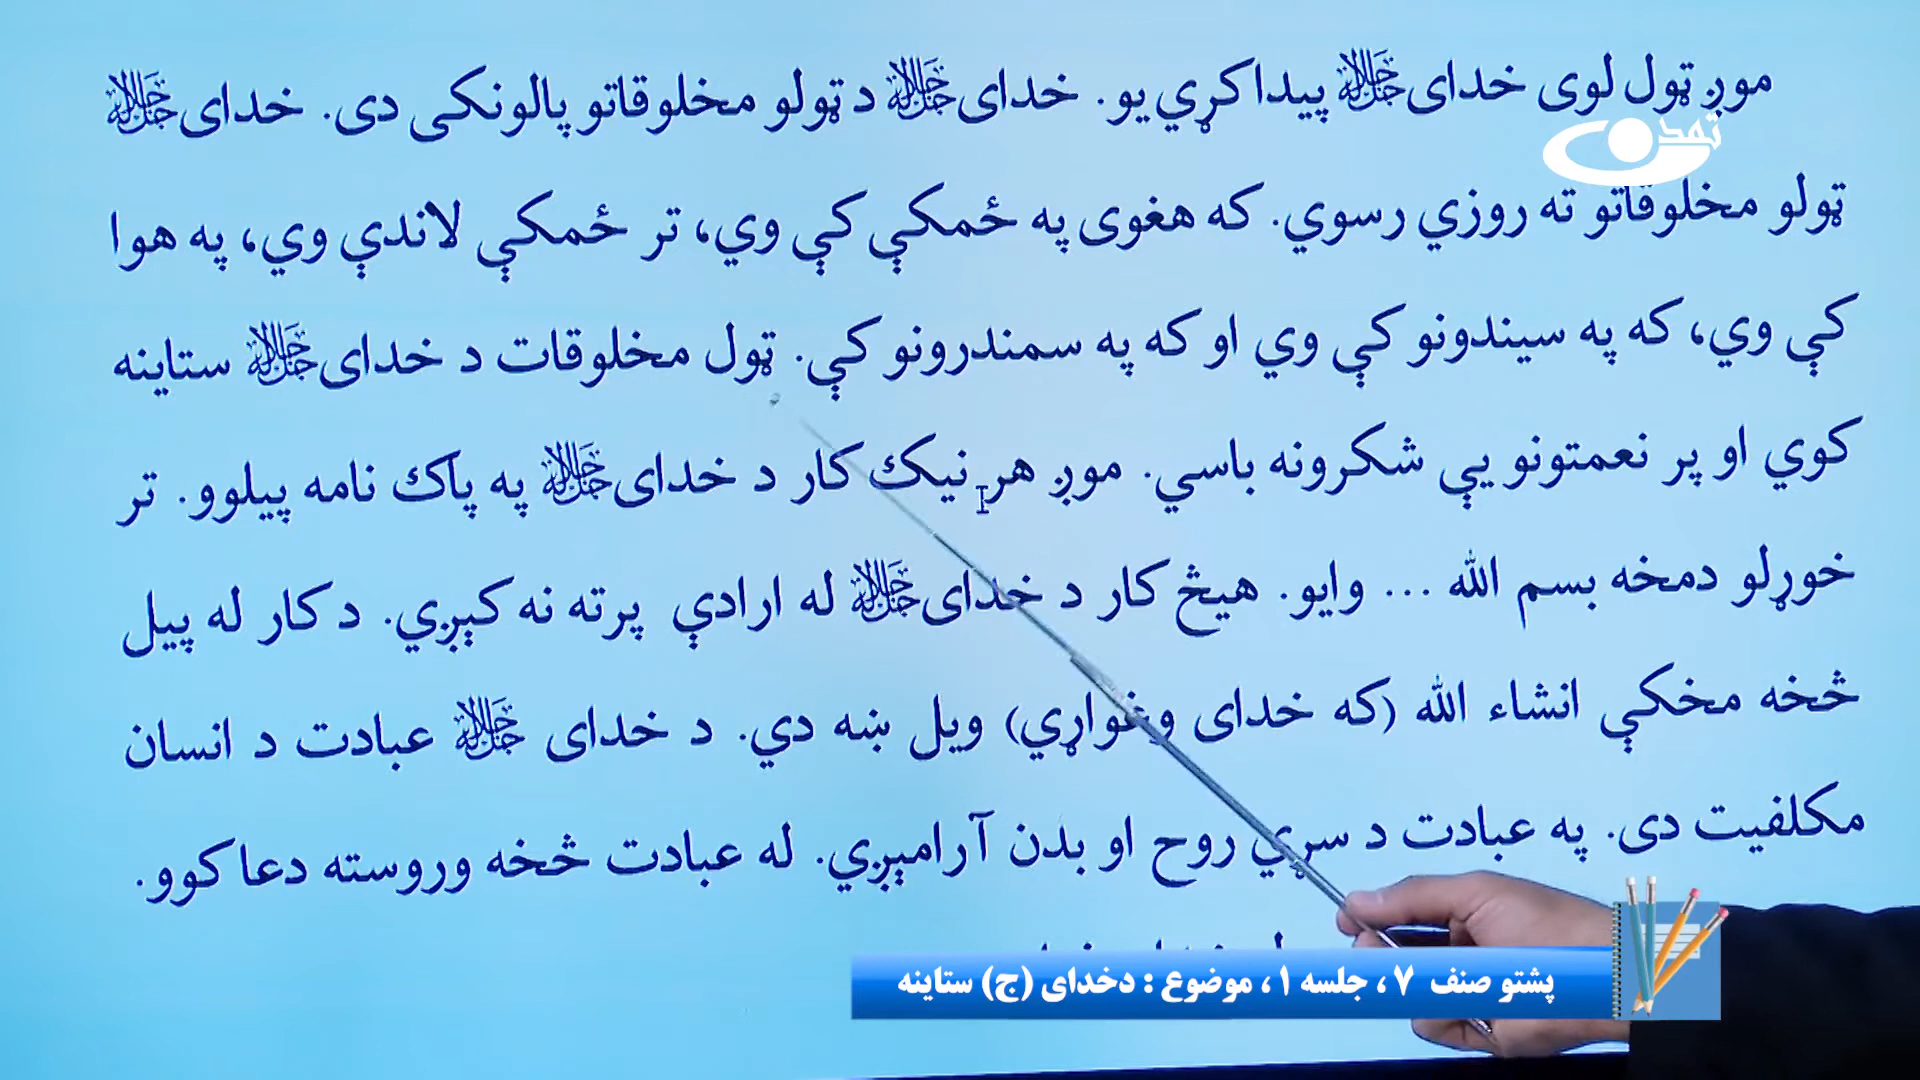 موږ ټول لوی خدای ﷻ پیدا کړي یو. خدای ﷻ د ټولو مخلوقاتو پالونکی دی. خدای ﷻ
تمدن
ټولو مخلوقاتو ته روزي رسوي. که هغوی په ځمکې کې وي، تر ځمکې لاندې وي، په هوا
کې وي، که په سیندونو کې وي او که په سمندرونو کې. ټول مخلوقات د خدای ﷻ ستاینه
کوي او پر نعمتونو یې شکرونه باسي. موږ هر نیک کار د خدای ﷻ په پاک نامه پیلوو. تر
خوړلو دمخه بسم الله ... وایو. هیڅ کار د خدای ﷻ له ارادې پرته نه کېږي. د کار له پیل
څخه مخکې انشاء الله (که خدای وغواړي) ویل ښه دي. د خدای ﷻ عبادت د انسان
مکلفیت دی. په عبادت د سړي روح او بدن آرامېږي. له عبادت څخه وروسته دعا کوو.
پشتو صنف ۷، جلسه ۱، موضوع : دخدای (ج) ستاینه